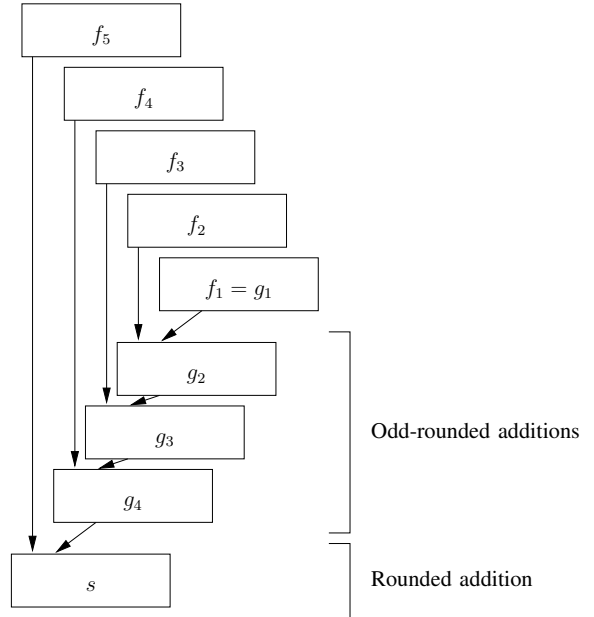 f₅
f₄
f₃
f₂
f₁ = g₁
g₂
g₃
Odd-rounded additions
g₄
s
Rounded addition